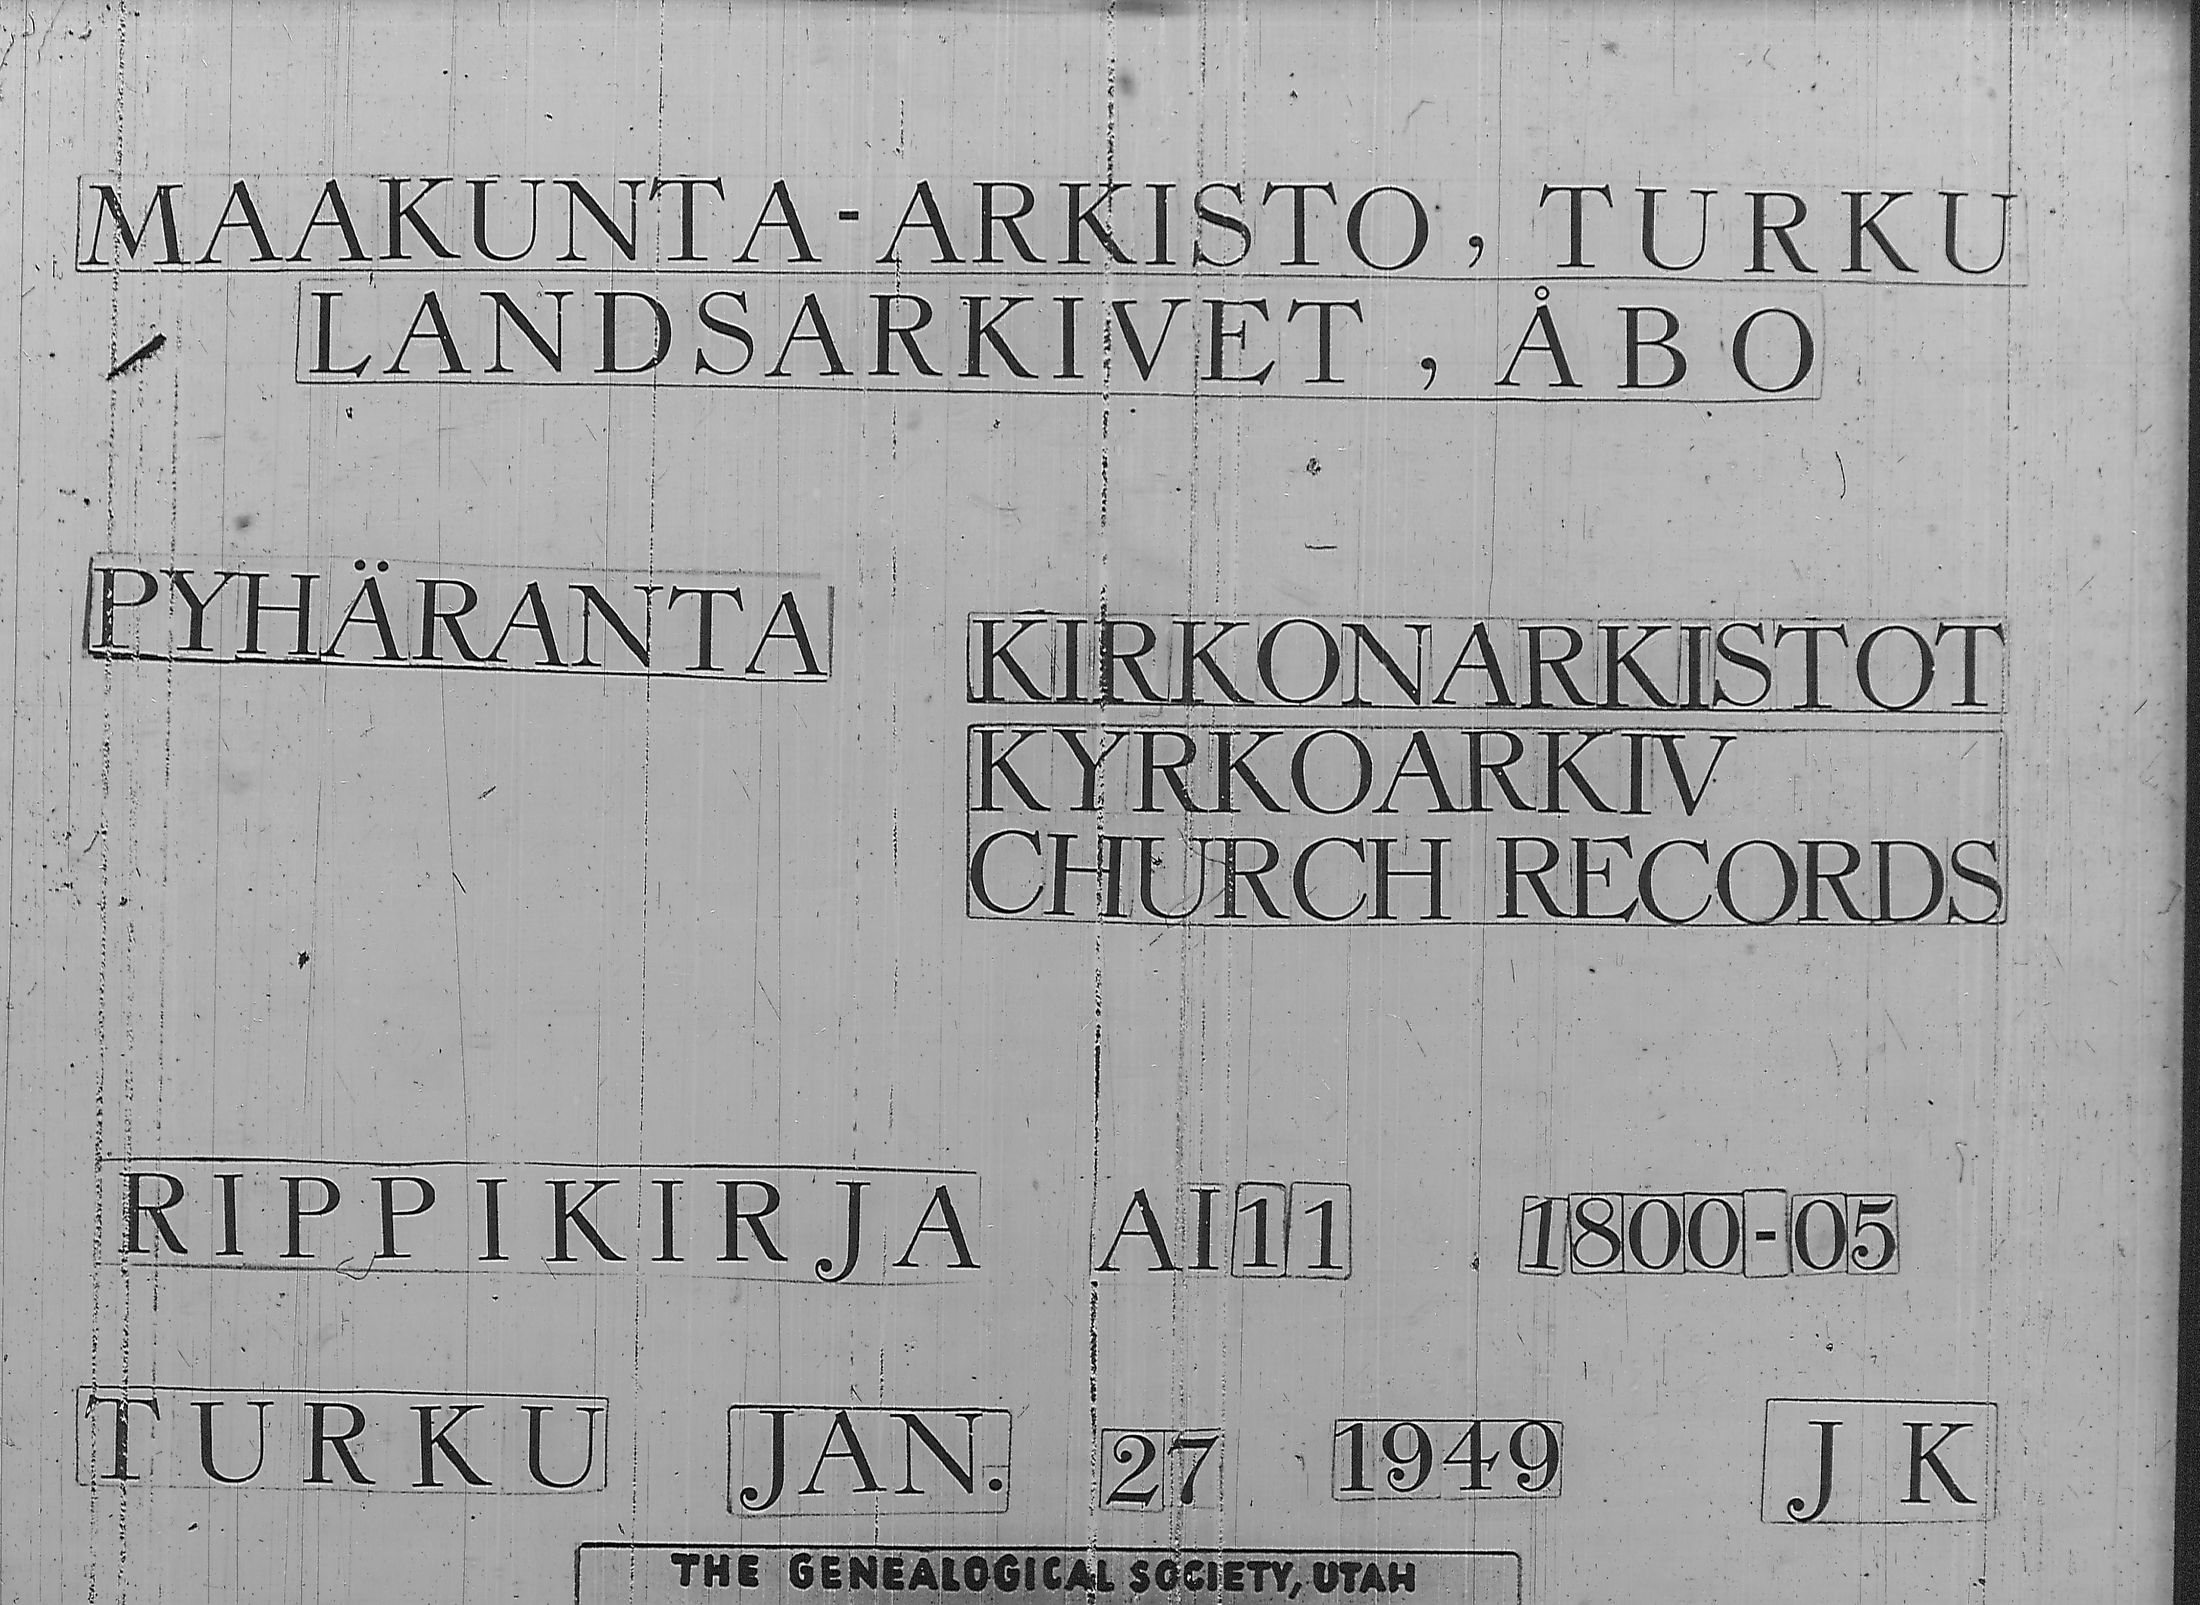 MAAKUNTA-ARKISTO, TURKU
LANDSARKIVET, ÅBO
PYHÄRANTA
KIRKONARKISTOT
KYRKOARKIV
CHURCH RECORDS
RIPPIKIRJA AI11 1800-05
TURKU JAN. 27 1949 J K
THE GENEALOGICAL SOCIETY, UTAH